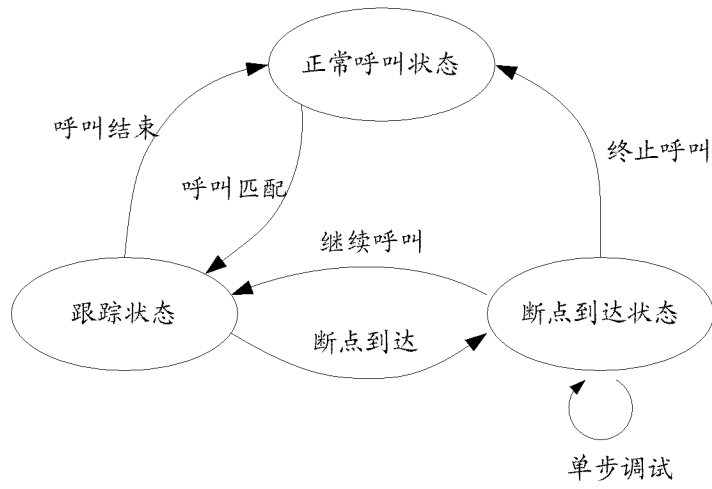 正常呼叫状态
呼叫结束
终止呼叫
呼叫匹配
继续呼叫
跟踪状态
断点到达状态
断点到达
单步调试